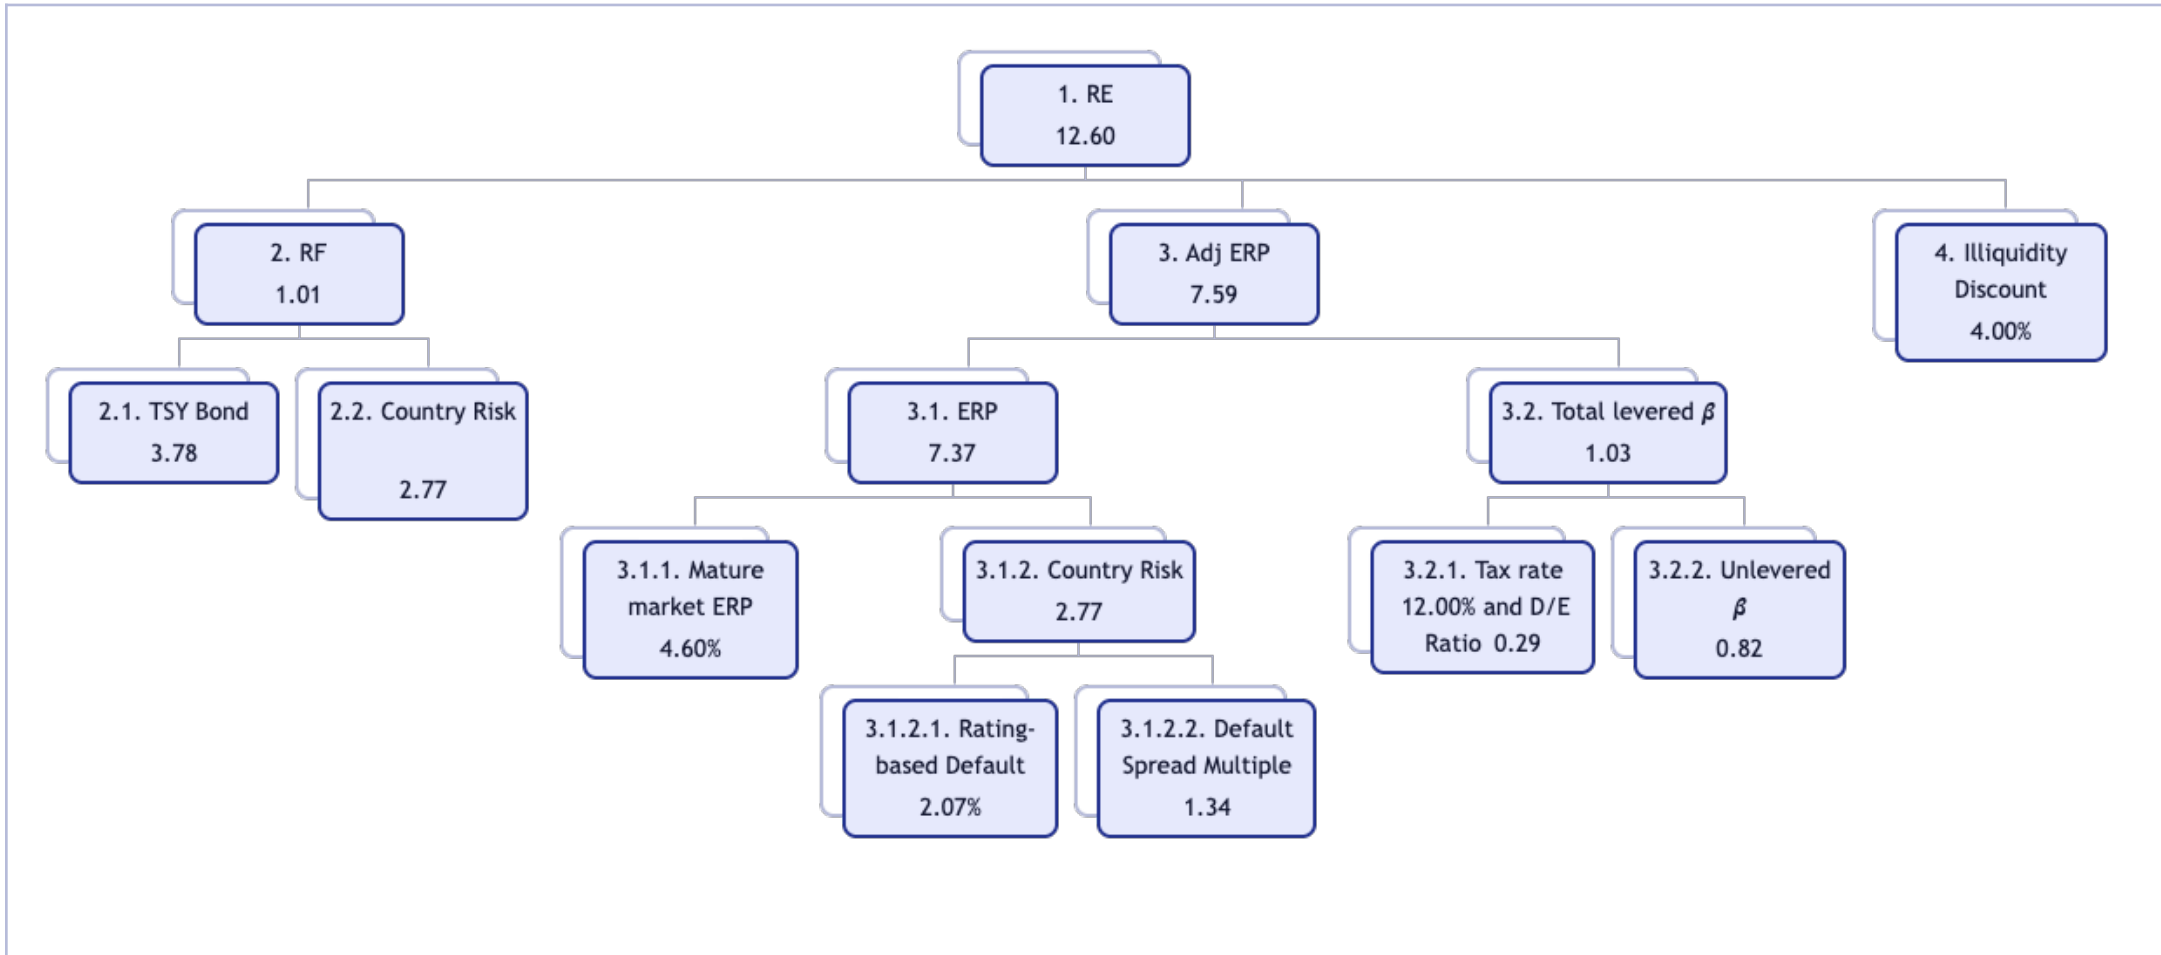 1. RE
12.60
2. RF
1.01
3. Adj ERP
7.59
4. Illiquidity
Discount
4.00%
2.1. TSY Bond
3.78
2.2. Country Risk
2.77
3.1. ERP
7.37
3.2. Total levered β
1.03
3.1.1. Mature
market ERP
4.60%
3.1.2. Country Risk
2.77
3.2.1. Tax rate
12.00% and D/E
Ratio 0.29
3.2.2. Unlevered
β
0.82
3.1.2.1. Rating-
based Default
2.07%
3.1.2.2. Default
Spread Multiple
1.34